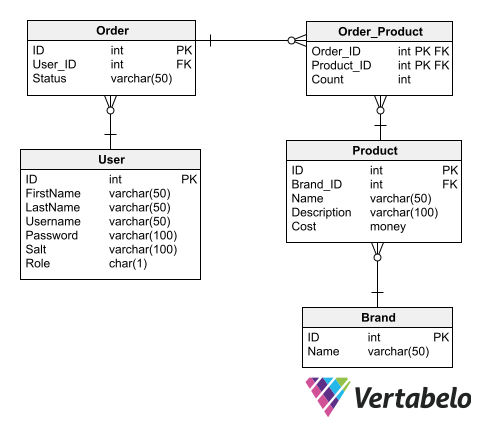 Order
ID int PK
User_ID int FK
Status varchar(50)
Order_Product
Order_ID int PK FK
Product_ID int PK FK
Count int
User
ID int PK
FirstName varchar(50)
LastName varchar(50)
Username varchar(50)
Password varchar(100)
Salt varchar(100)
Role char(1)
Product
ID int PK
Brand_ID int FK
Name varchar(50)
Description varchar(100)
Cost money
Brand
ID int PK
Name varchar(50)
Vertabelo